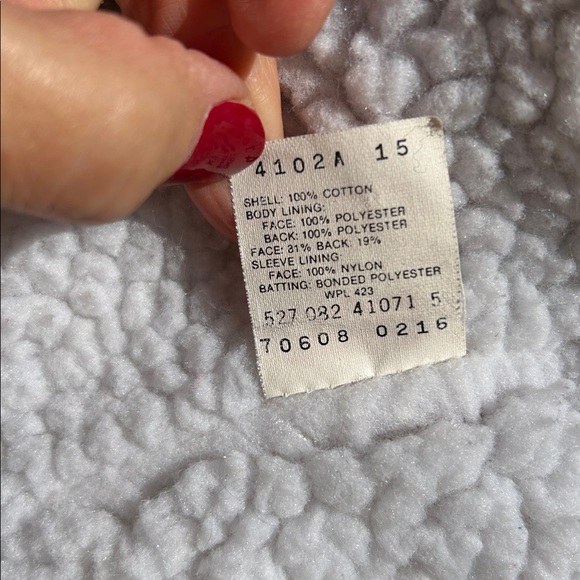 4102A 15
SHELL: 100% COTTON
BODY LINING:
FACE: 100% POLYESTER
BACK: 100% POLYESTER
FACE: 81% BACK: 19%
SLEEVE LINING:
FACE: 100% NYLON
BATTING: BONDED POLYESTER
WPL 423
527 082 41071 5
70608 0216